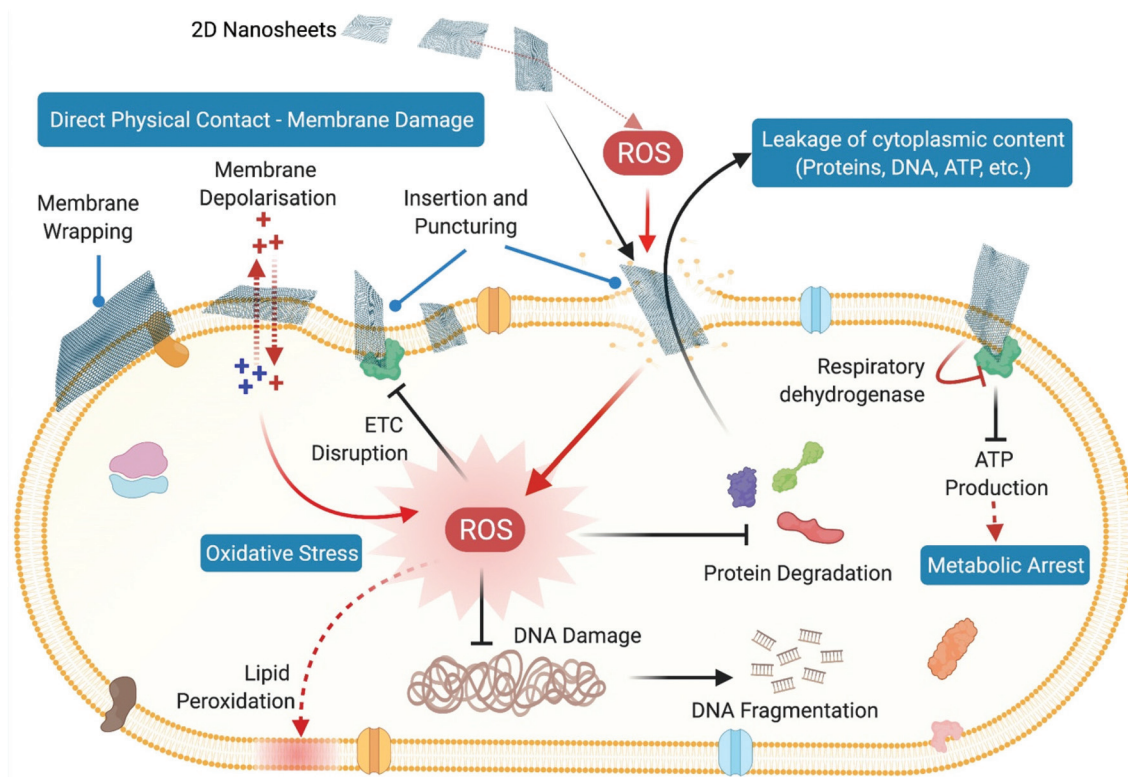 2D Nanosheets
Direct Physical Contact - Membrane Damage
ROS
Leakage of cytoplasmic content
(Proteins, DNA, ATP, etc.)
Membrane
Depolarisation
Membrane
Wrapping
Insertion and
Puncturing
Respiratory
dehydrogenase
ETC
Disruption
ATP
Production
ROS
Oxidative Stress
Protein Degradation
Metabolic Arrest
DNA Damage
Lipid
Peroxidation
DNA Fragmentation